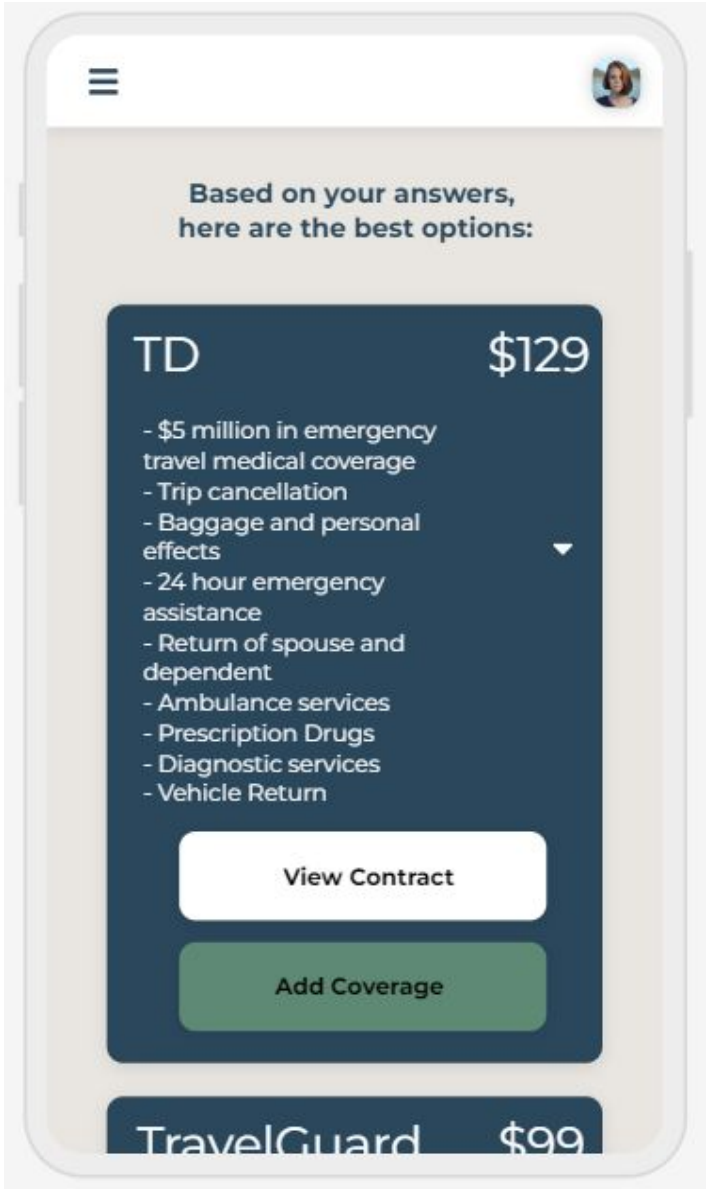 Based on your answers,
here are the best options:
TD $129
- $5 million in emergency
travel medical coverage
- Trip cancellation
- Baggage and personal
effects
- 24 hour emergency
assistance
- Return of spouse and
dependent
- Ambulance services
- Prescription Drugs
- Diagnostic services
- Vehicle Return
View Contract
Add Coverage
TravelGuard $99